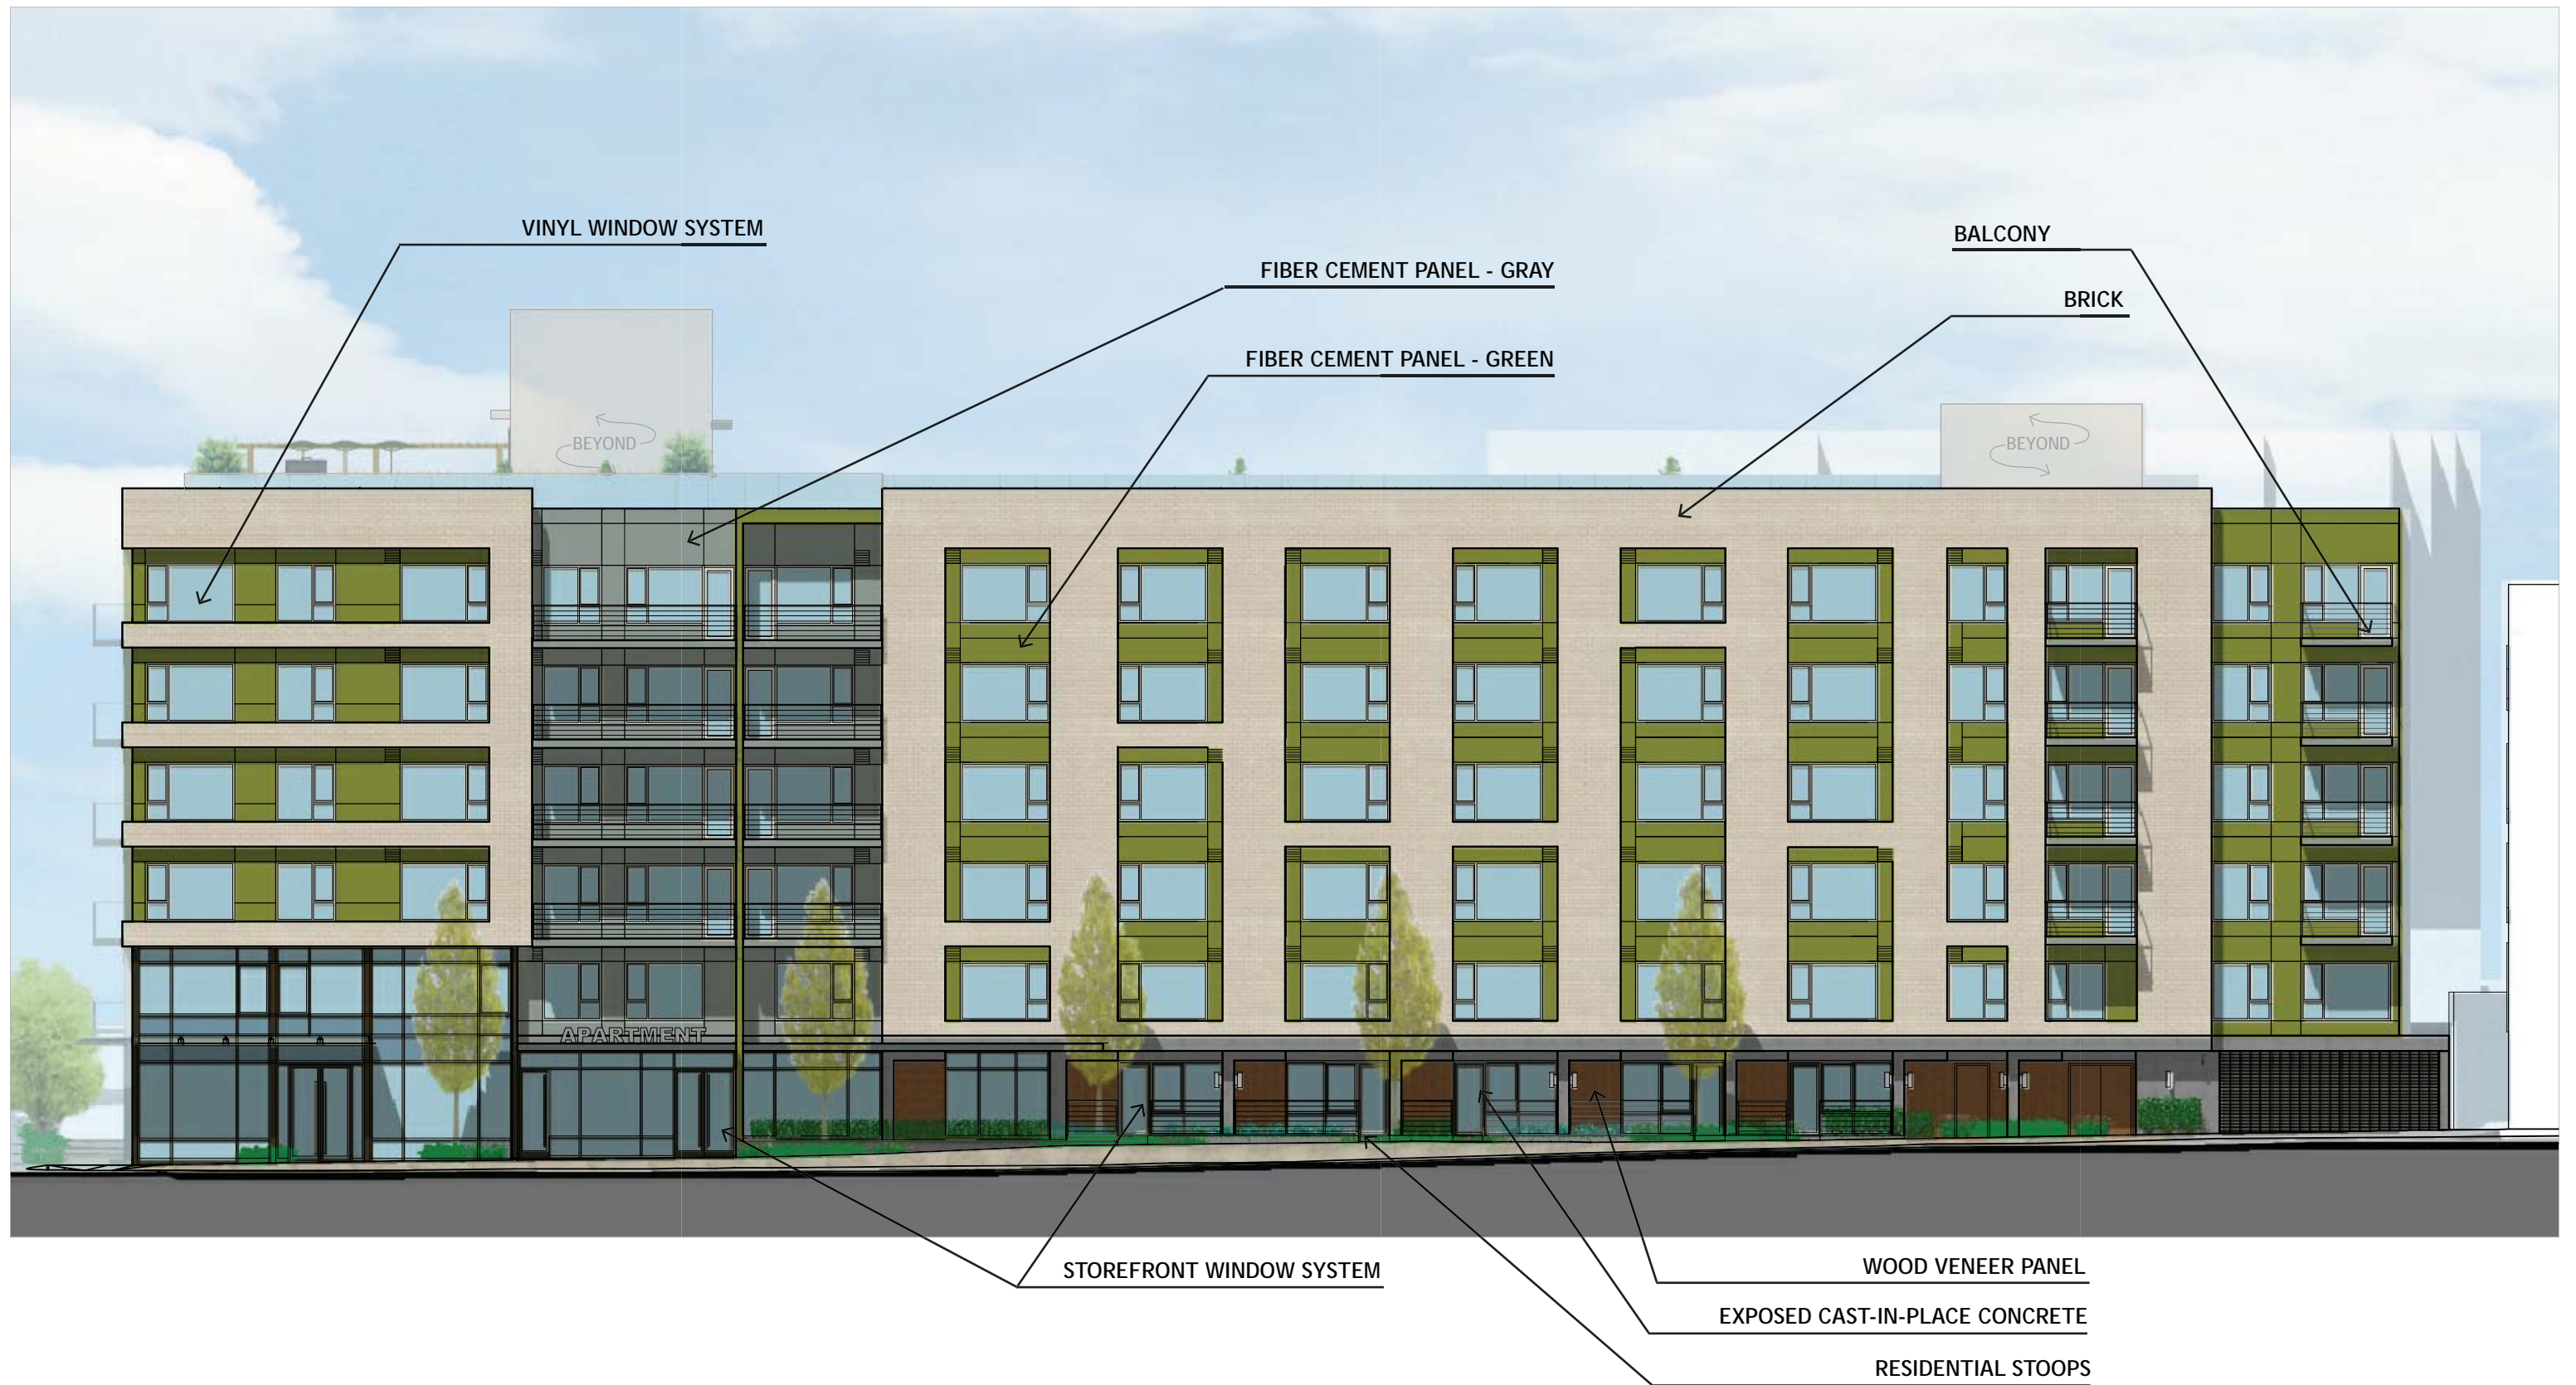 VINYL WINDOW SYSTEM
BALCONY
FIBER CEMENT PANEL - GRAY
BRICK
FIBER CEMENT PANEL - GREEN
BEYOND
BEYOND
APARTMENT
STOREFRONT WINDOW SYSTEM
WOOD VENEER PANEL
EXPOSED CAST-IN-PLACE CONCRETE
RESIDENTIAL STOOPS